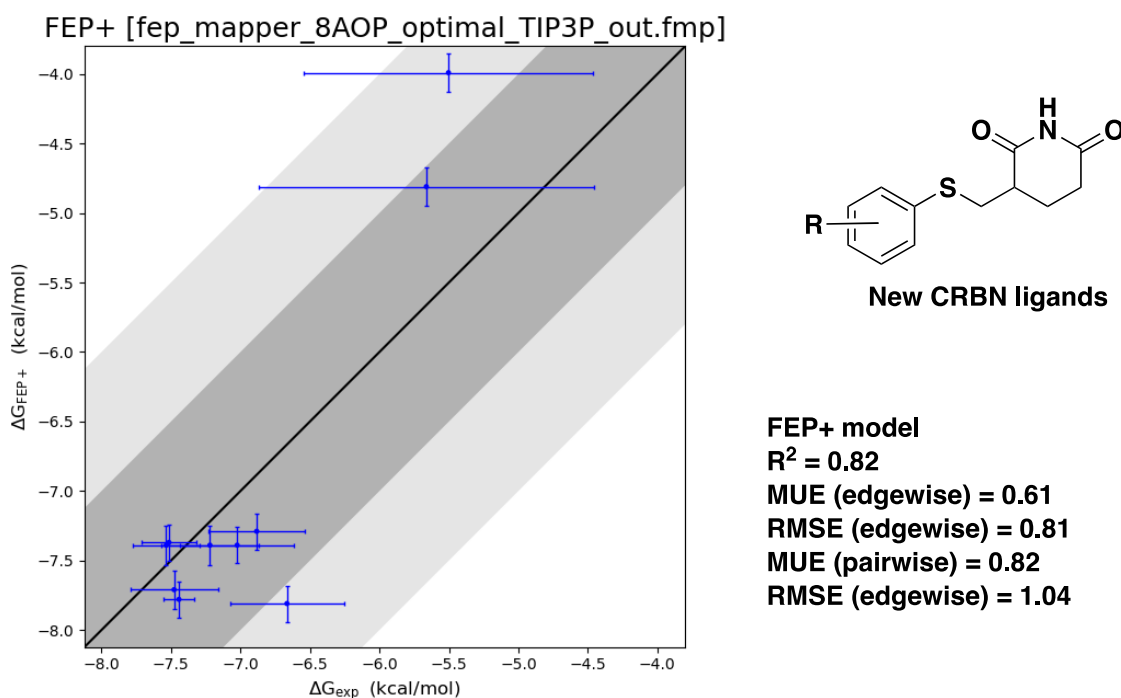 FEP+ [fep_mapper_8AOP_optimal_TIP3P_out.fmp]
−4.0
−4.5
−5.0
−5.5
−6.0
−6.5
−7.0
−7.5
−8.0
ΔG_FEP+ (kcal/mol)
−8.0 −7.5 −7.0 −6.5 −6.0 −5.5 −5.0 −4.5 −4.0
ΔG_exp (kcal/mol)
H
O N O
S
R
New CRBN ligands
FEP+ model
R² = 0.82
MUE (edgewise) = 0.61
RMSE (edgewise) = 0.81
MUE (pairwise) = 0.82
RMSE (edgewise) = 1.04